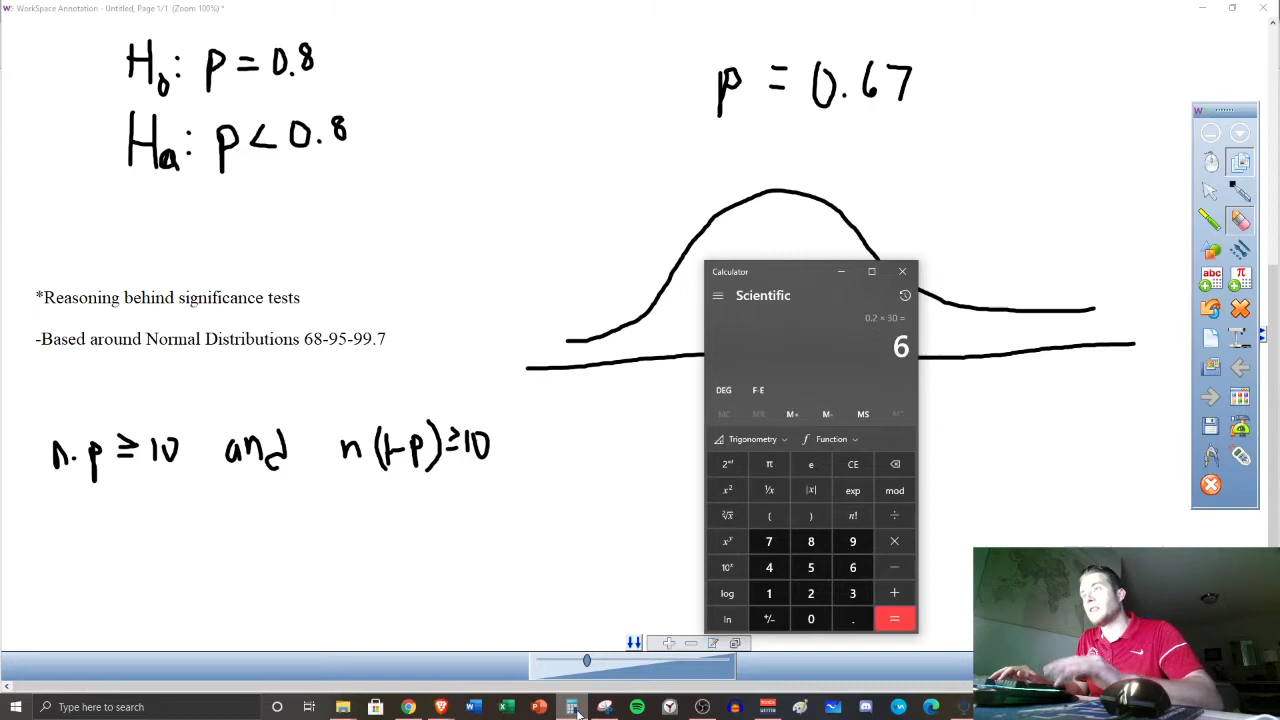 WorkSpace Annotation - Untitled, Page 1/1 (Zoom 100%) *
H₀: p = 0.8
p = 0.67
Hₐ: p < 0.8
*Reasoning behind significance tests
-Based around Normal Distributions 68-95-99.7
n.p ≥ 10 and n(1-p) ≥ 10
Calculator
Scientific
0.2 × 30 =
6
DEG F-E
MC MR M+ M- MS M˅
Trigonometry Function
2ⁿᵈ π e CE
x² ¹/x |x| exp mod
²√x ( ) n! ÷
xʸ 7 8 9 ×
10ˣ 4 5 6 −
log 1 2 3 +
ln +/- 0 . =
abc π
Type here to search